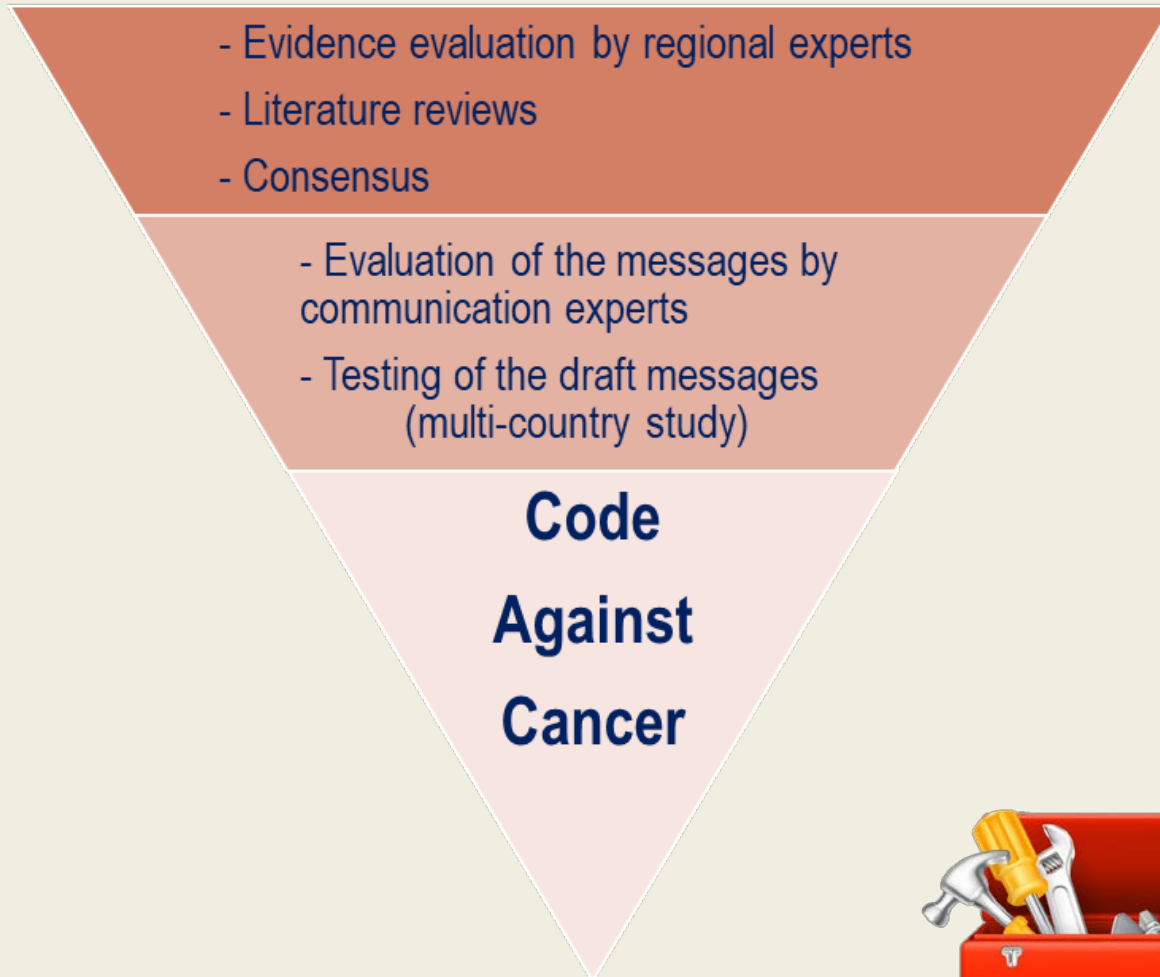 - Evidence evaluation by regional experts
- Literature reviews
- Consensus
- Evaluation of the messages by
communication experts
- Testing of the draft messages
(multi-country study)
Code
Against
Cancer